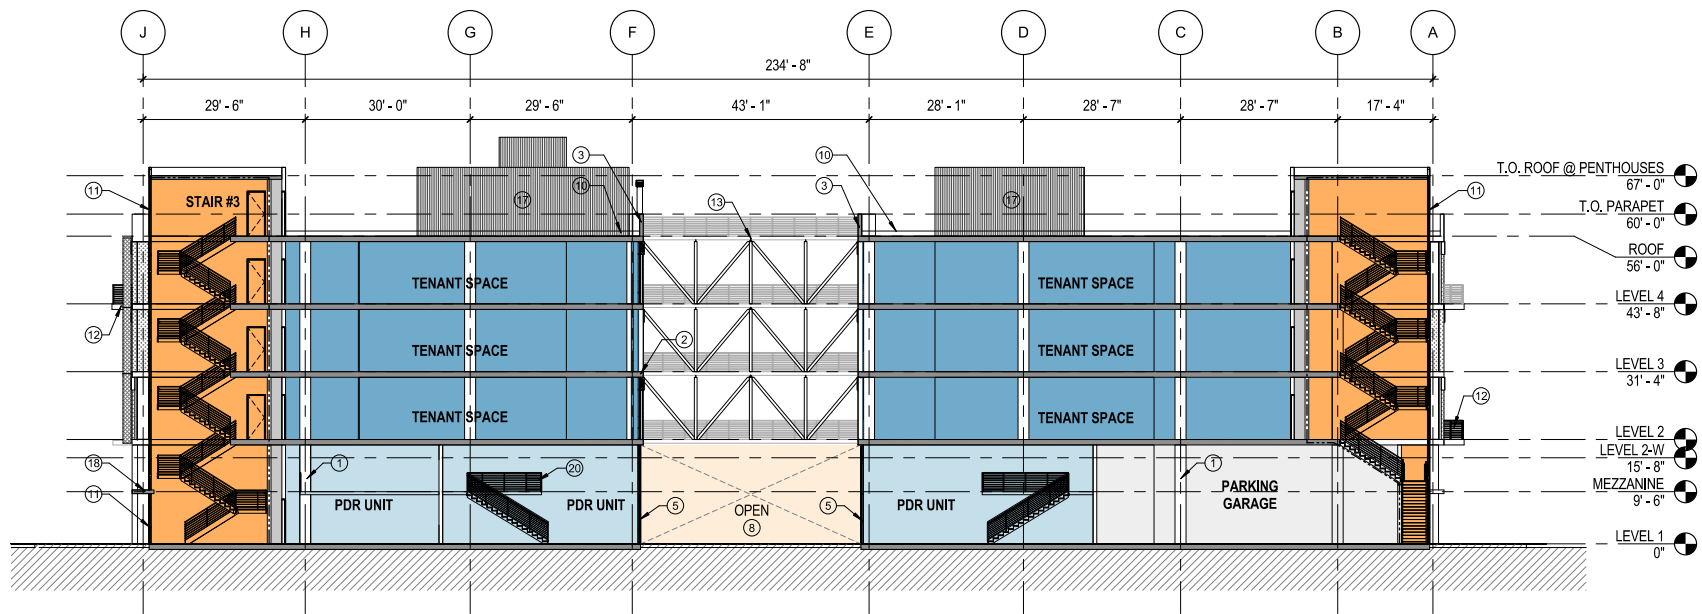 J H G F E D C B A
234' - 8"
29' - 6" 30' - 0" 29' - 6" 43' - 1" 28' - 1" 28' - 7" 28' - 7" 17' - 4"
3 10
T.O. ROOF @ PENTHOUSES
67' - 0"
11 STAIR #3 10 17 13 3 17 11
T.O. PARAPET
60' - 0"
ROOF
56' - 0"
TENANT SPACE TENANT SPACE
LEVEL 4
43' - 8"
12
2
TENANT SPACE TENANT SPACE
LEVEL 3
31' - 4"
12
TENANT SPACE TENANT SPACE
LEVEL 2
LEVEL 2-W
15' - 8"
1 20 1
18
MEZZANINE
9' - 6"
11 PDR UNIT PDR UNIT 5 5 PDR UNIT
PARKING
GARAGE
OPEN
8
LEVEL 1
0"